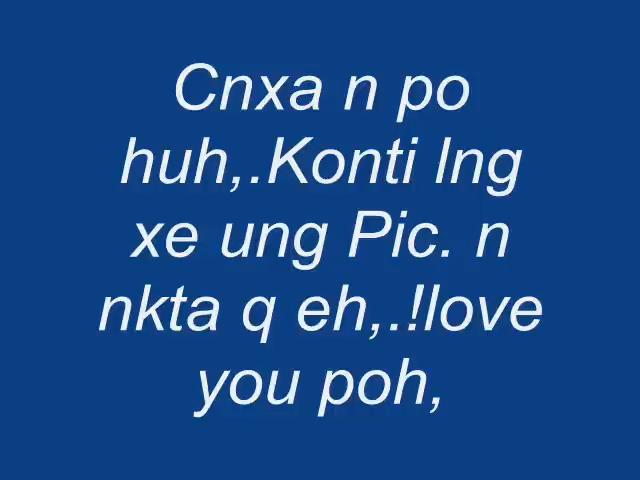 Cnxa n po
huh,.Konti lng
xe ung Pic. n
nkta q eh,.!love
you poh,